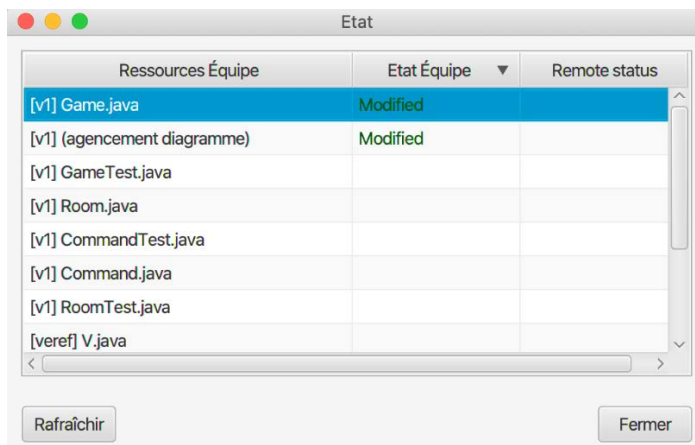 Etat
Ressources Équipe Etat Équipe Remote status
[v1] Game.java Modified
[v1] (agencement diagramme) Modified
[v1] GameTest.java
[v1] Room.java
[v1] CommandTest.java
[v1] Command.java
[v1] RoomTest.java
[veref] V.java
Rafraîchir Fermer